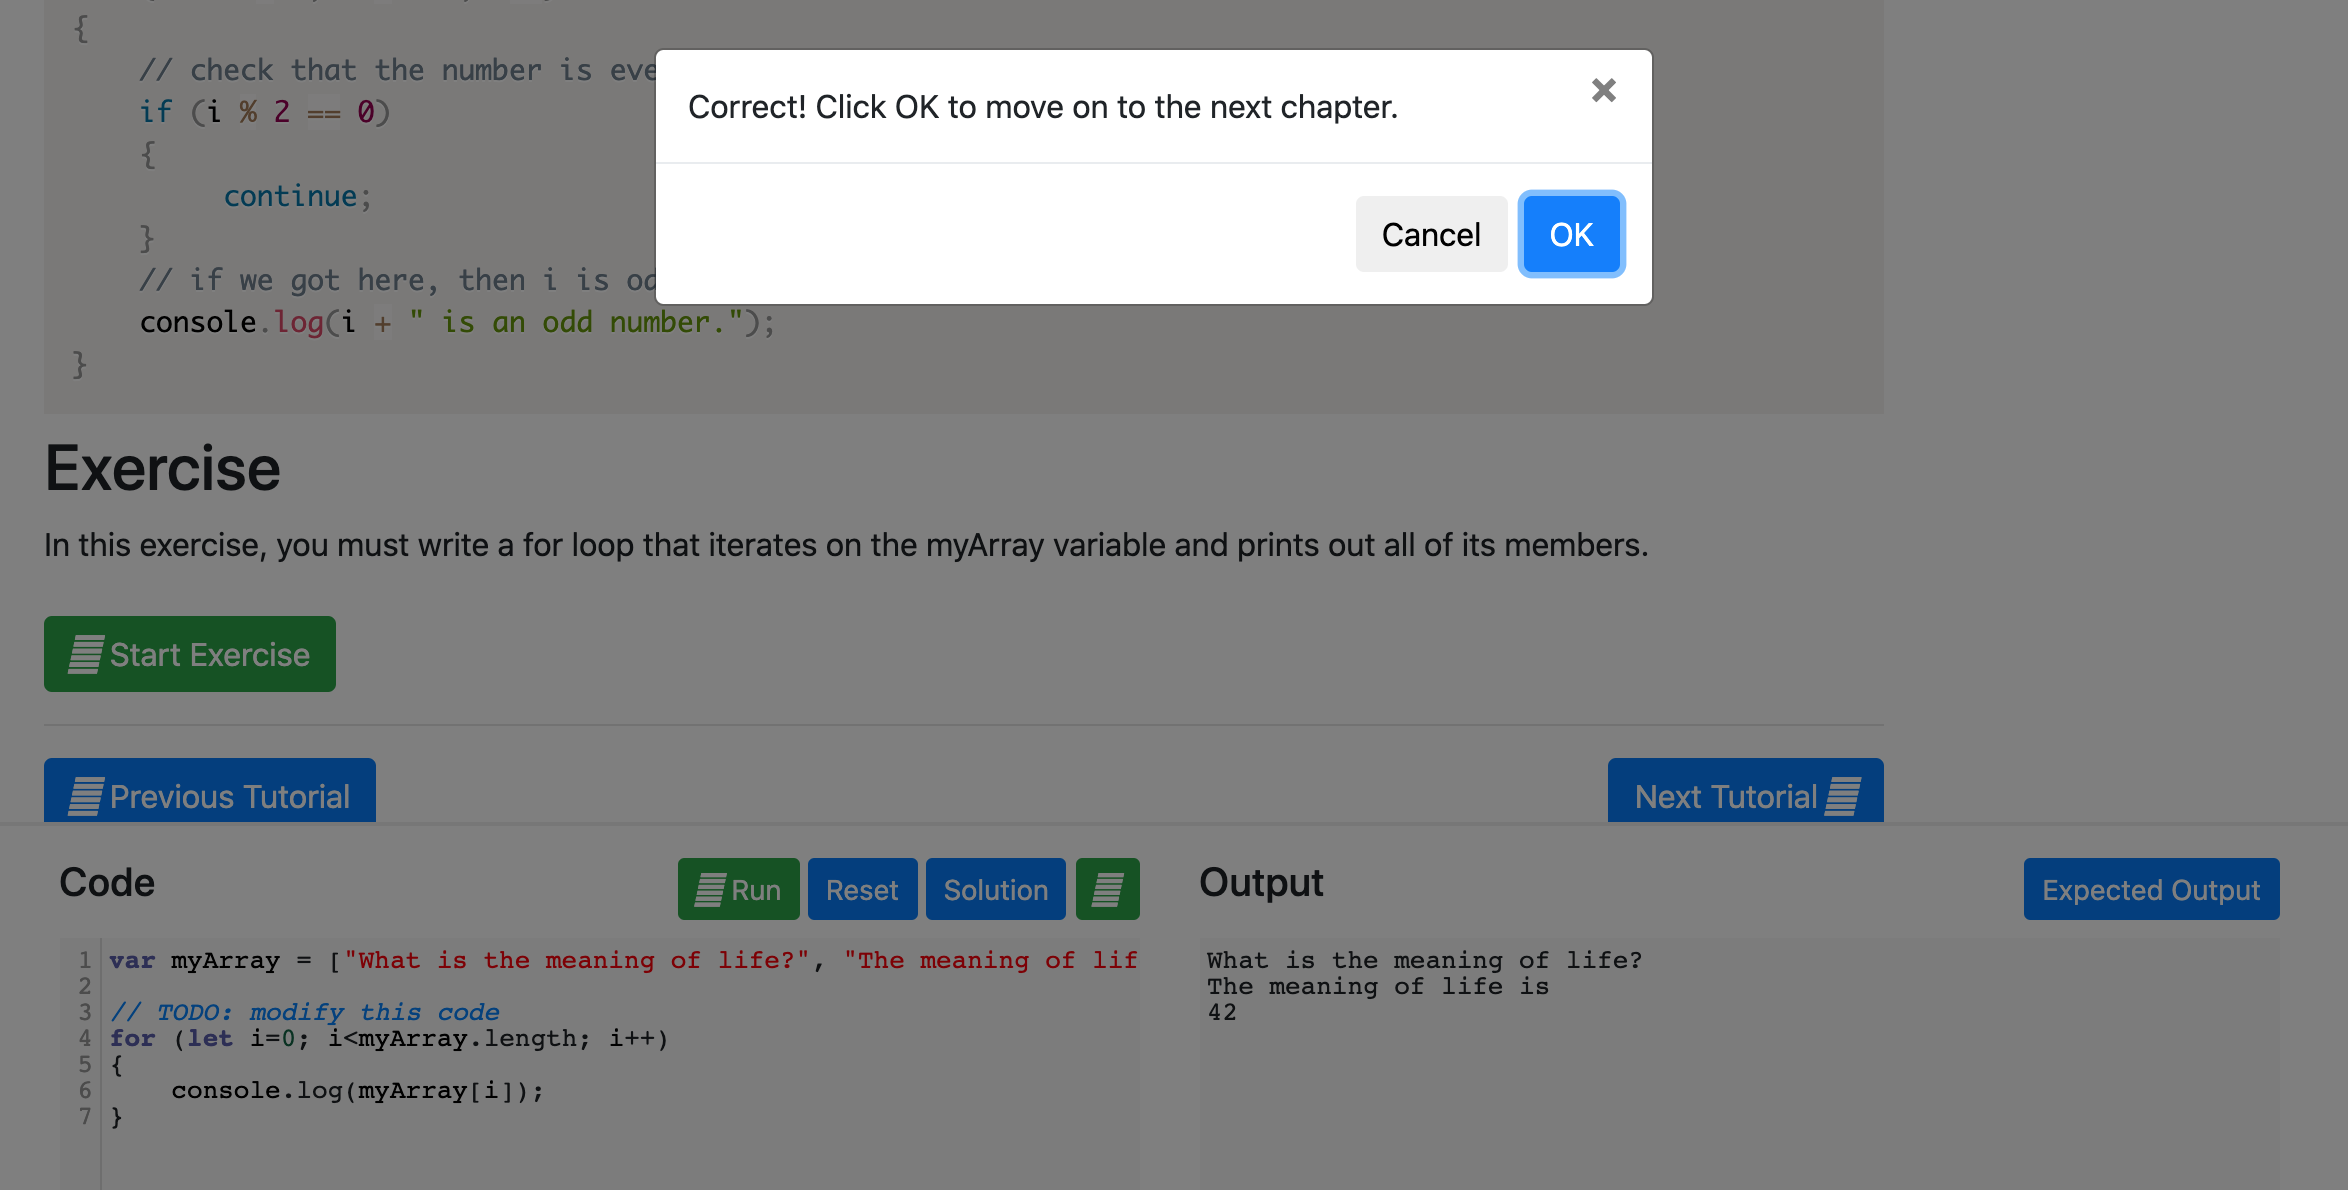 {
// check that the number is eve
if (i % 2 == 0)
{
continue;
}
// if we got here, then i is od
console.log(i + " is an odd number.");
}
Correct! Click OK to move on to the next chapter.
×
Cancel
OK
Exercise
In this exercise, you must write a for loop that iterates on the myArray variable and prints out all of its members.
Start Exercise
Previous Tutorial
Next Tutorial
Code
Run
Reset
Solution
1 var myArray = ["What is the meaning of life?", "The meaning of lif
2
3 // TODO: modify this code
4 for (let i=0; i<myArray.length; i++)
5 {
6 console.log(myArray[i]);
7 }
Output
Expected Output
What is the meaning of life?
The meaning of life is
42